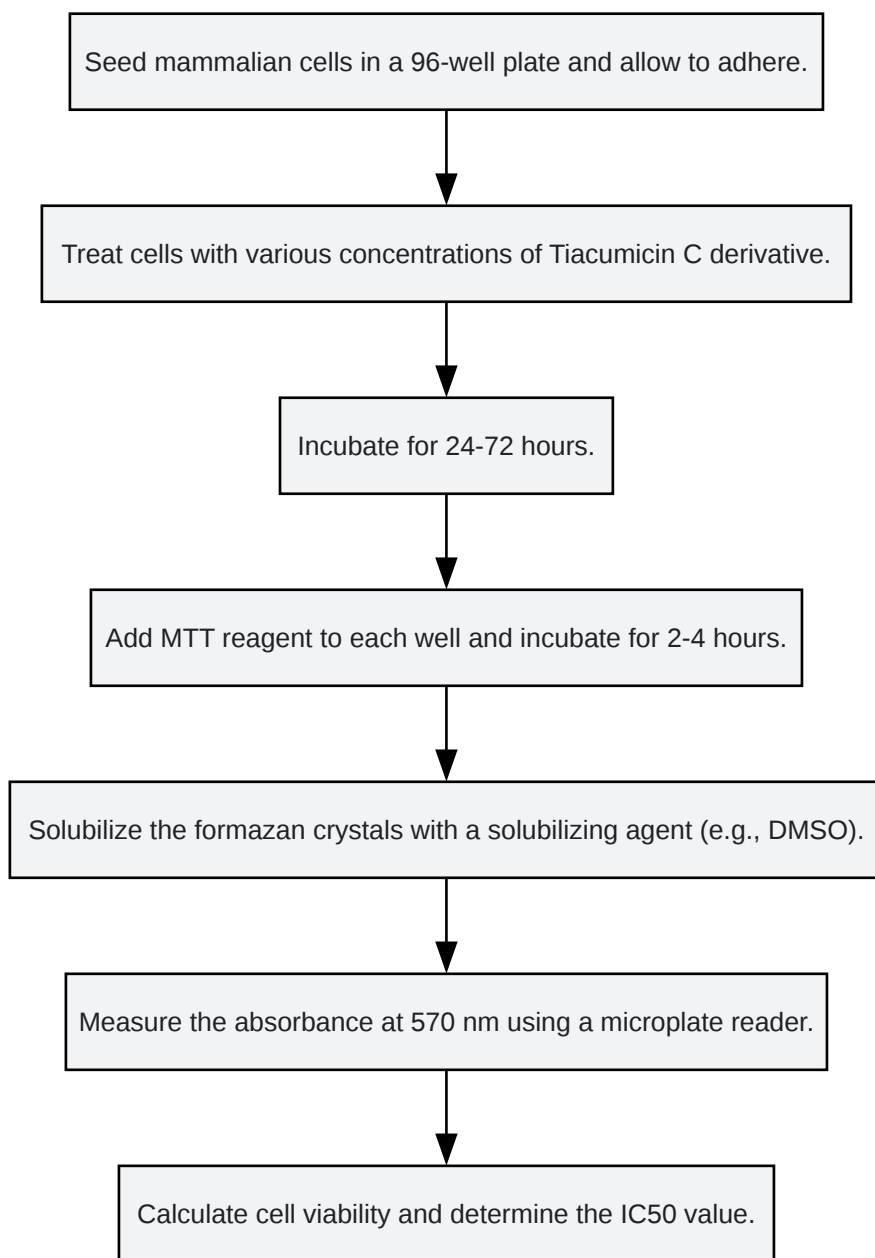 Seed mammalian cells in a 96-well plate and allow to adhere.
Treat cells with various concentrations of Tiacumicin C derivative.
Incubate for 24-72 hours.
Add MTT reagent to each well and incubate for 2-4 hours.
Solubilize the formazan crystals with a solubilizing agent (e.g., DMSO).
Measure the absorbance at 570 nm using a microplate reader.
Calculate cell viability and determine the IC50 value.